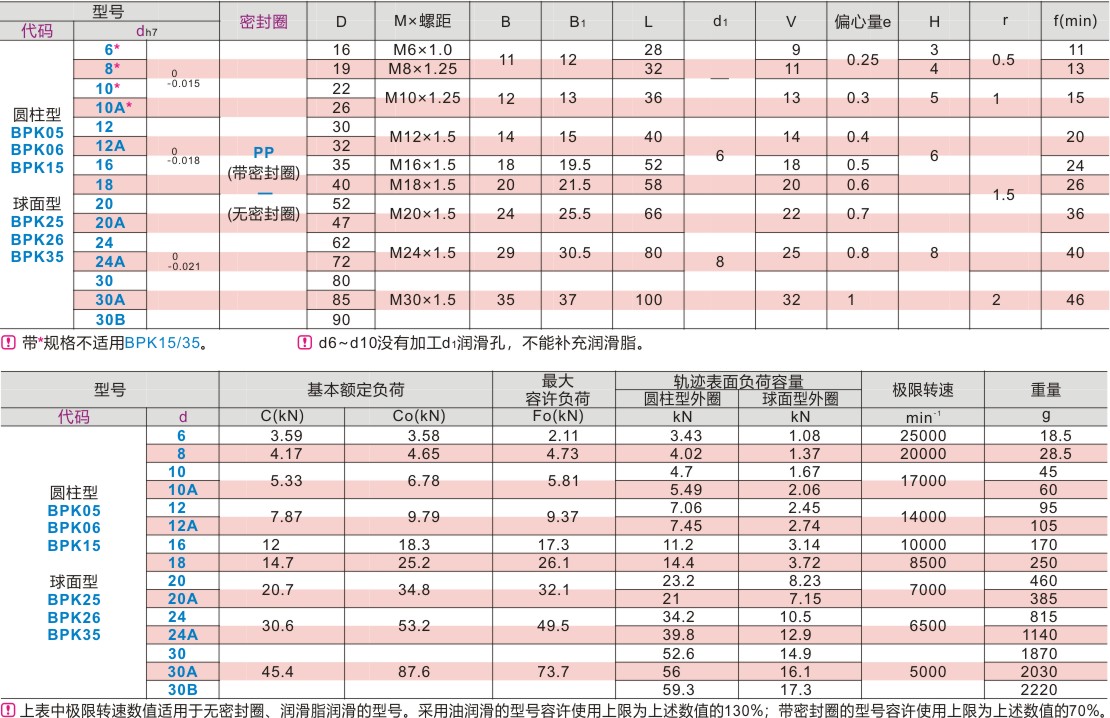 型号 密封圈 D M×螺距 B B1 L d1 V 偏心量e H r f(min)
代码 dh7
圆柱型
BPK05
BPK06
BPK15
球面型
BPK25
BPK26
BPK35
6* 16 M6×1.0 11 12 28 — 9 0.25 3 0.5 11
8* 0 -0.015 19 M8×1.25 32 11 4 13
10* 22 M10×1.25 12 13 36 13 0.3 5 1 15
10A* 26
12 0 -0.018 PP (带密封圈) — (无密封圈) 30 M12×1.5 14 15 40 6 14 0.4 6 1.5 20
12A 32
16 35 M16×1.5 18 19.5 52 18 0.5 24
18 40 M18×1.5 20 21.5 58 20 0.6 26
20 52 M20×1.5 24 25.5 66 8 22 0.7 8 36
20A 0 -0.021 47
24 62 M24×1.5 29 30.5 80 25 0.8 40
24A 72
30 80 M30×1.5 35 37 100 32 1 2 46
30A 85
30B 90
带*规格不适用BPK15/35。 d6~d10没有加工d1润滑孔，不能补充润滑脂。
型号 基本额定负荷 最大容许负荷 轨迹表面负荷容量 极限转速 重量
圆柱型外圈 球面型外圈
代码 d C(kN) Co(kN) Fo(kN) kN kN min-1 g
圆柱型
BPK05
BPK06
BPK15
球面型
BPK25
BPK26
BPK35
6 3.59 3.58 2.11 3.43 1.08 25000 18.5
8 4.17 4.65 4.73 4.02 1.37 20000 28.5
10 5.33 6.78 5.81 4.7 1.67 17000 45
10A 5.49 2.06 60
12 7.87 9.79 9.37 7.06 2.45 14000 95
12A 7.45 2.74 105
16 12 18.3 17.3 11.2 3.14 10000 170
18 14.7 25.2 26.1 14.4 3.72 8500 250
20 20.7 34.8 32.1 23.2 8.23 7000 460
20A 21 7.15 385
24 30.6 53.2 49.5 34.2 10.5 6500 815
24A 39.8 12.9 1140
30 45.4 87.6 73.7 52.6 14.9 5000 1870
30A 56 16.1 2030
30B 59.3 17.3 2220
上表中极限转速数值适用于无密封圈、润滑脂润滑的型号。采用油润滑的型号容许使用上限为上述数值的130%；带密封圈的型号容许使用上限为上述数值的70%。